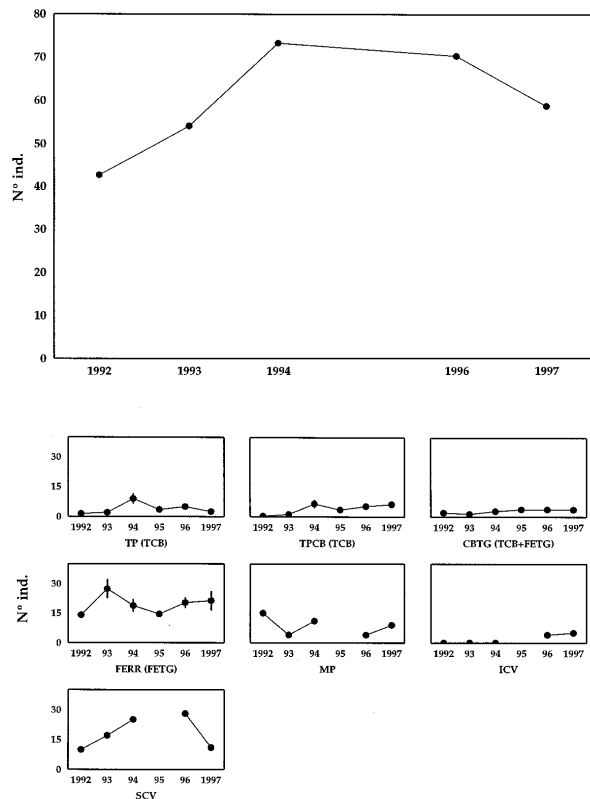 80
70
60
50
40
30
20
10
0
Nº ind.
1992 1993 1994 1996 1997
30
15
0
1992 93 94 95 96 1997
TP (TCB)
1992 93 94 95 96 1997
TPCB (TCB)
1992 93 94 95 96 1997
CBTG (TCB+FETG)
Nº ind.
30
15
0
1992 93 94 95 96 1997
FERR (FETG)
1992 93 94 95 96 1997
MP
1992 93 94 95 96 1997
ICV
30
15
0
1992 93 94 95 96 1997
SCV